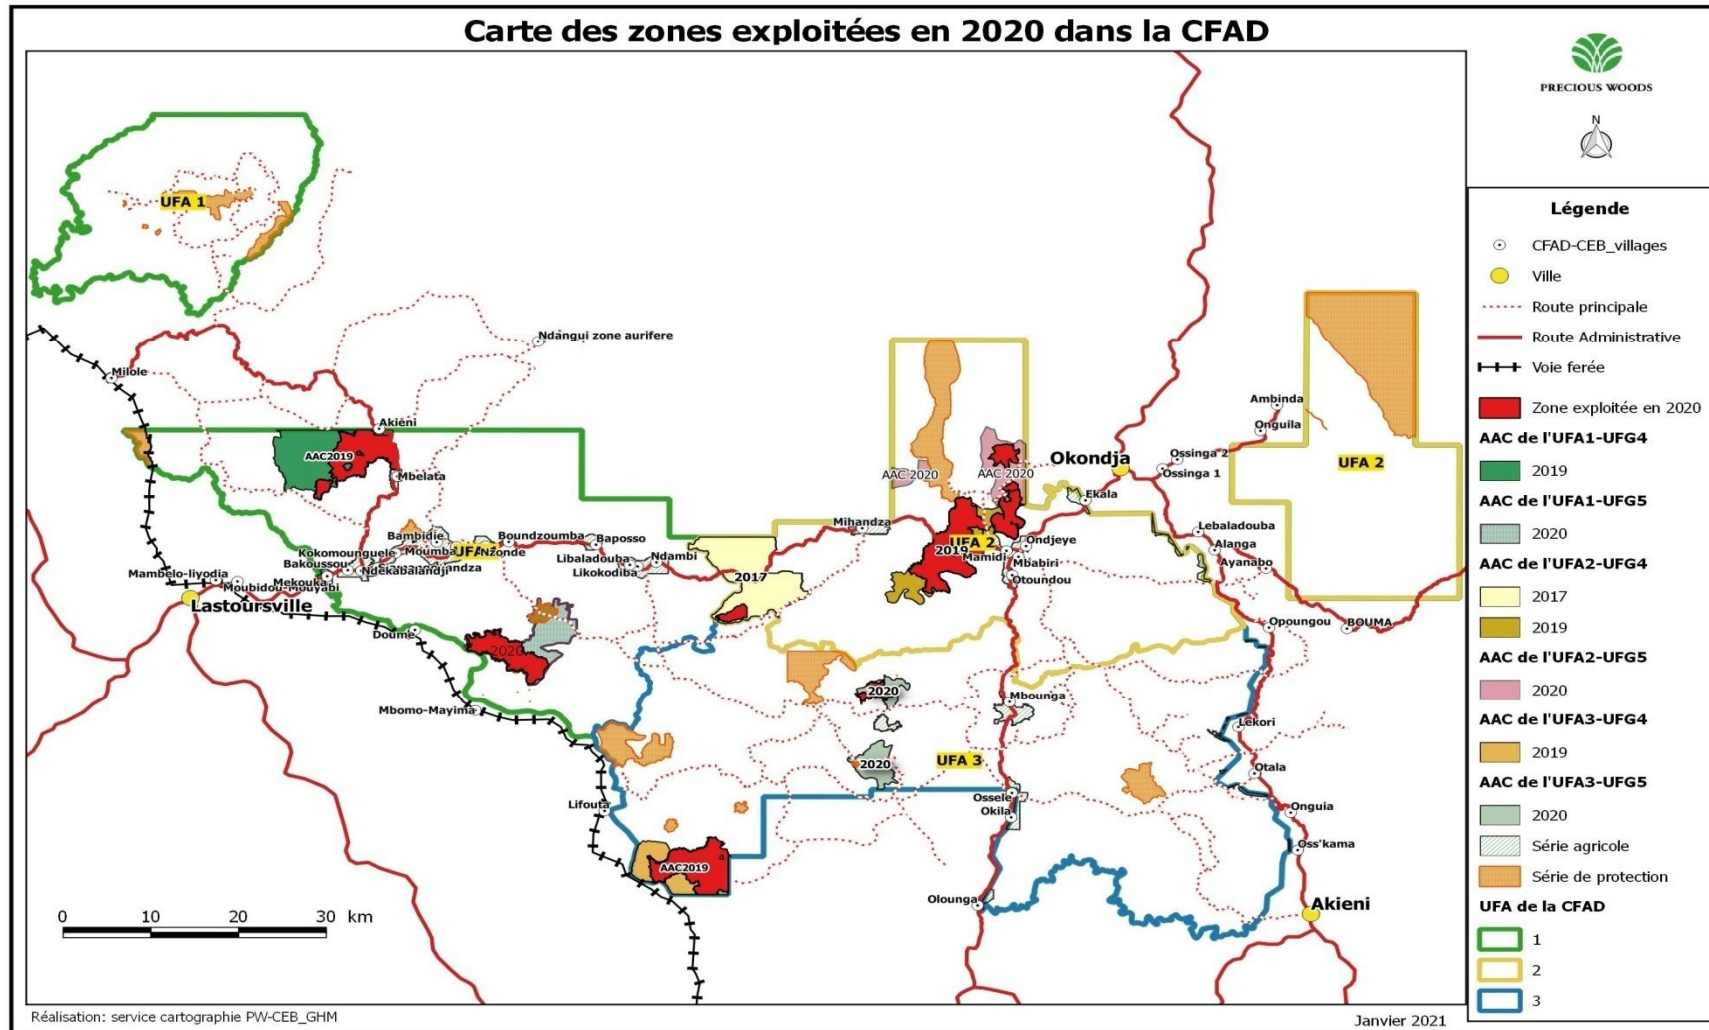 Carte des zones exploitées en 2020 dans la CFAD
PRECIOUS WOODS
N
UFA 1
Ndangui zone aurifere
Milole
Akiéni
AAC2019
Mbelata
Ambinda
Onguila
Okondja
Ossinga 2
Ossinga 1
UFA 2
AAC 2020
AAC 2020
Ekala
Mihandza
Lebaladouba
Alanga
Ayanabo
UFA 2
2019
Ondjeye
Mamidi
Mbabiri
Otoundou
Bambidie
Boundzoumba
Baposso
Kokomounguele
Moumba
Nzonde
Bakoussou
Ndekabalandji
Libaladouba
Ndambi
Likokodiba
2017
Mambelo-liyodia
Mekouka
Moubidou-Mouyabi
Lastoursville
Doume
2020
Opoungou
BOUMA
Mbomo-Mayima
2020
Mbounga
Lekori
2020
UFA 3
Otala
Lifouta
Ossele
Okila
Onguia
Oss'kama
AAC2019
Olounga
Akieni
0 10 20 30 km
Légende
CFAD-CEB_villages
Ville
Route principale
Route Administrative
Voie ferée
Zone exploitée en 2020
AAC de l'UFA1-UFG4
2019
AAC de l'UFA1-UFG5
2020
AAC de l'UFA2-UFG4
2017
2019
AAC de l'UFA2-UFG5
2020
AAC de l'UFA3-UFG4
2019
AAC de l'UFA3-UFG5
2020
Série agricole
Série de protection
UFA de la CFAD
1
2
3
Réalisation: service cartographie PW-CEB_GHM
Janvier 2021